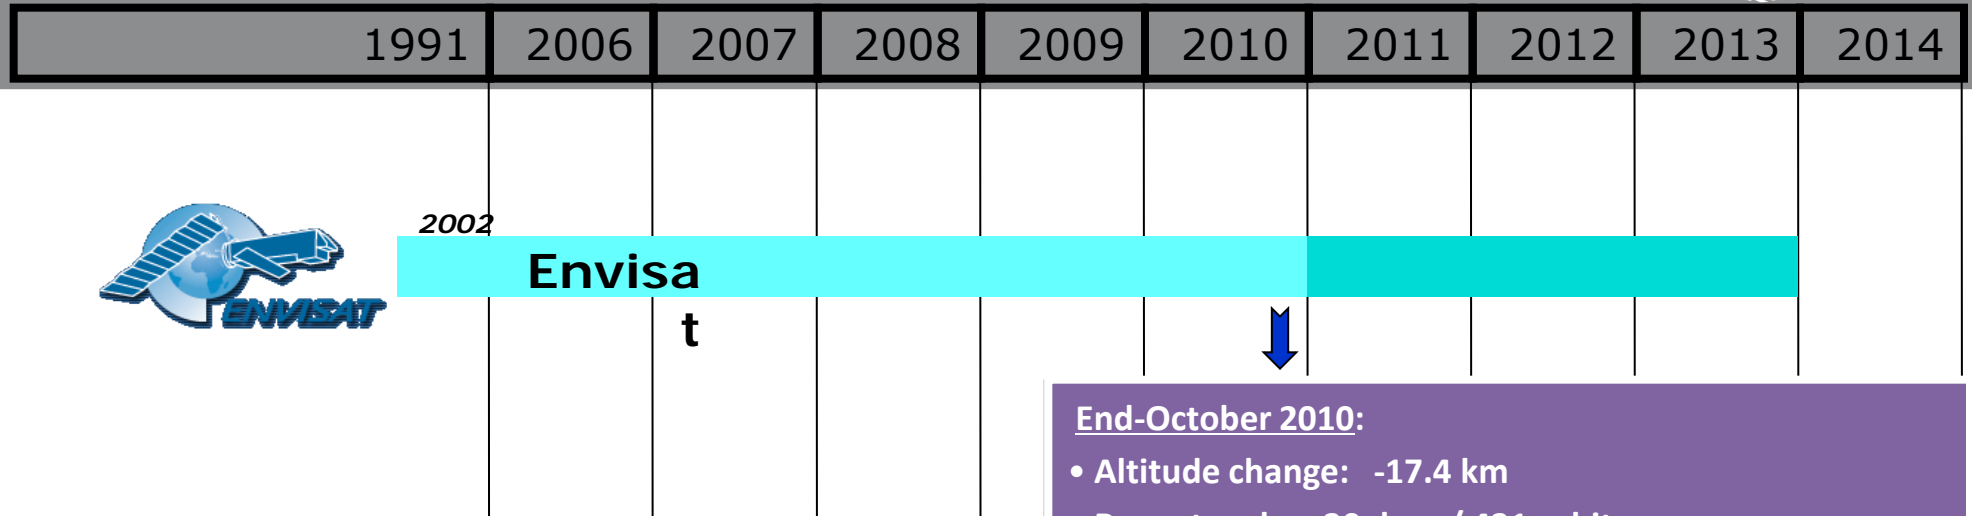 1991 2006 2007 2008 2009 2010 2011 2012 2013 2014
2002
Envisa
t
ENVISAT
End-October 2010:
• Altitude change: -17.4 km